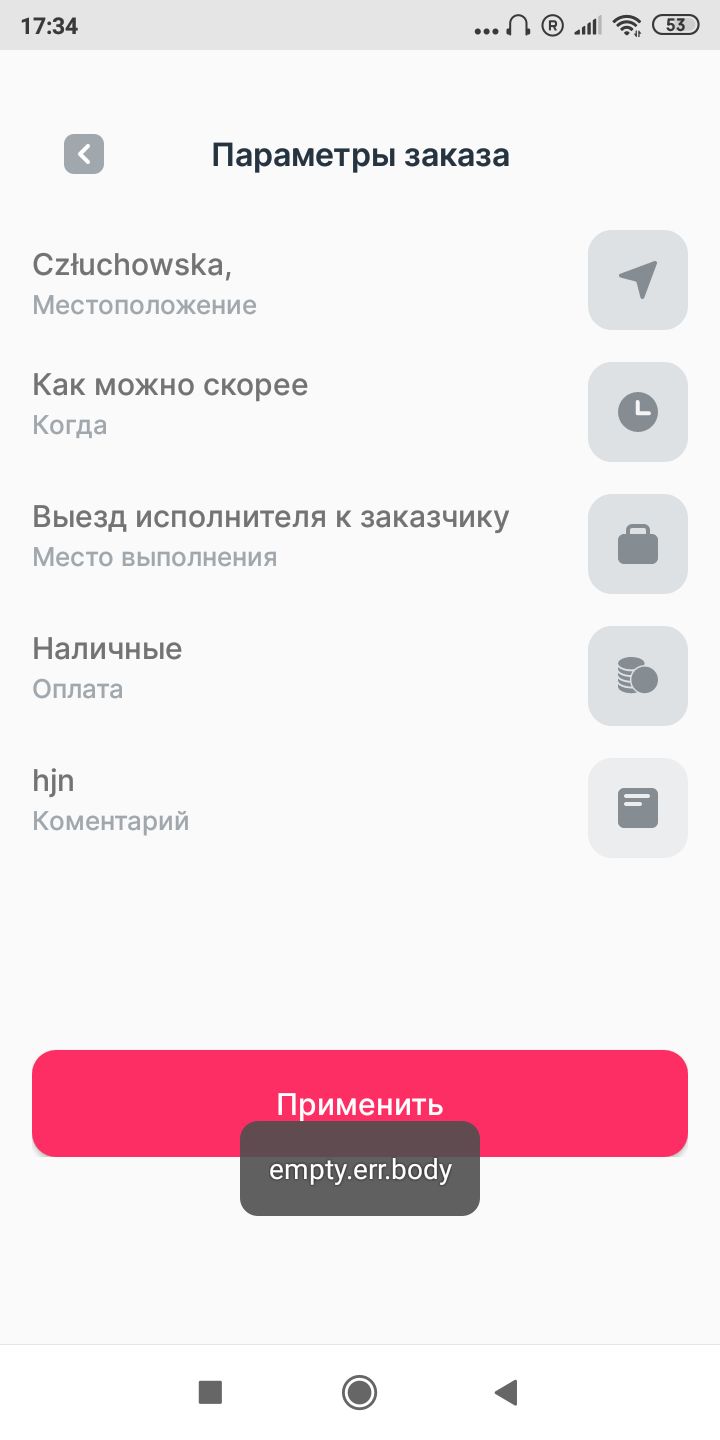 17:34
53
Параметры заказа
Człuchowska,
Местоположение
Как можно скорее
Когда
Выезд исполнителя к заказчику
Место выполнения
Наличные
Оплата
hjn
Коментарий
Применить
empty.err.body